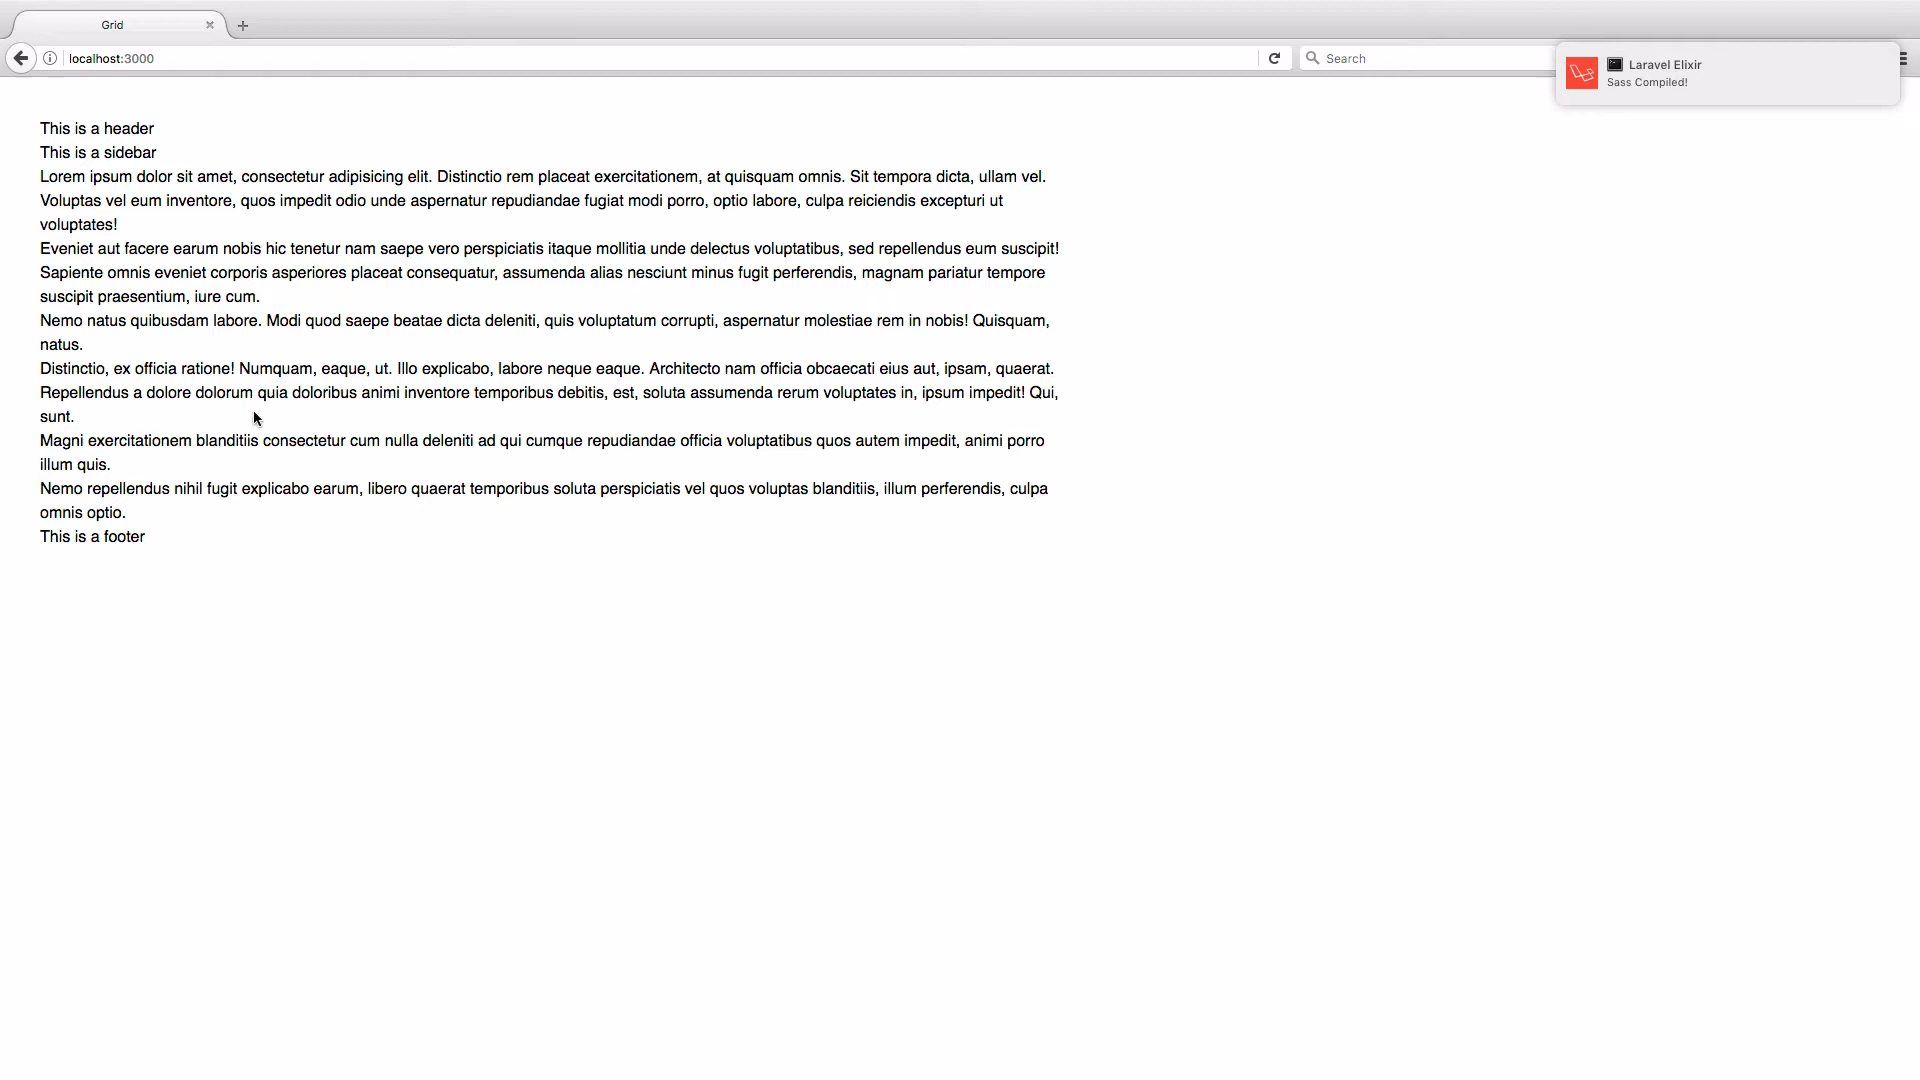 Grid
localhost:3000
Search
Laravel Elixir
Sass Compiled!
This is a header
This is a sidebar
Lorem ipsum dolor sit amet, consectetur adipisicing elit. Distinctio rem placeat exercitationem, at quisquam omnis. Sit tempora dicta, ullam vel.
Voluptas vel eum inventore, quos impedit odio unde aspernatur repudiandae fugiat modi porro, optio labore, culpa reiciendis excepturi ut
voluptates!
Eveniet aut facere earum nobis hic tenetur nam saepe vero perspiciatis itaque mollitia unde delectus voluptatibus, sed repellendus eum suscipit!
Sapiente omnis eveniet corporis asperiores placeat consequatur, assumenda alias nesciunt minus fugit perferendis, magnam pariatur tempore
suscipit praesentium, iure cum.
Nemo natus quibusdam labore. Modi quod saepe beatae dicta deleniti, quis voluptatum corrupti, aspernatur molestiae rem in nobis! Quisquam,
natus.
Distinctio, ex officia ratione! Numquam, eaque, ut. Illo explicabo, labore neque eaque. Architecto nam officia obcaecati eius aut, ipsam, quaerat.
Repellendus a dolore dolorum quia doloribus animi inventore temporibus debitis, est, soluta assumenda rerum voluptates in, ipsum impedit! Qui,
sunt.
Magni exercitationem blanditiis consectetur cum nulla deleniti ad qui cumque repudiandae officia voluptatibus quos autem impedit, animi porro
illum quis.
Nemo repellendus nihil fugit explicabo earum, libero quaerat temporibus soluta perspiciatis vel quos voluptas blanditiis, illum perferendis, culpa
omnis optio.
This is a footer